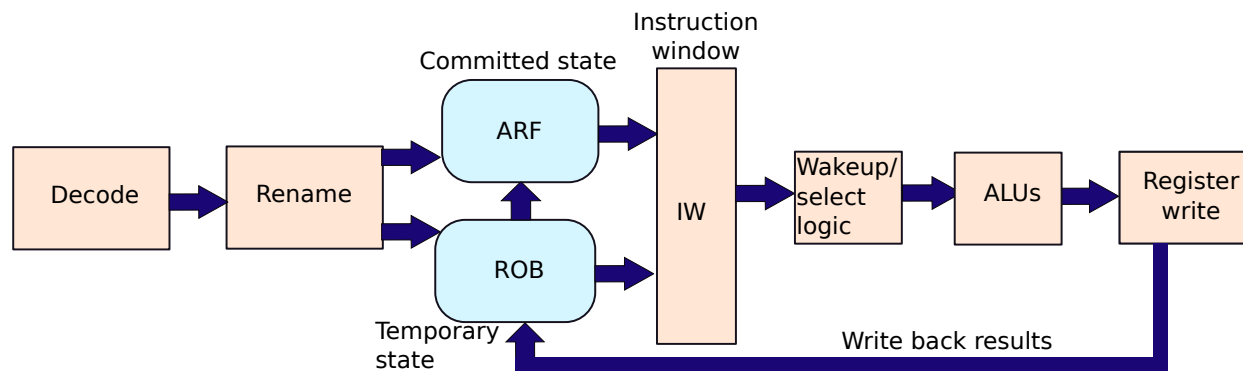 Instruction
window
Committed state
ARF
Decode
Rename
IW
Wakeup/
select
logic
ALUs
Register
write
ROB
Temporary
state
Write back results